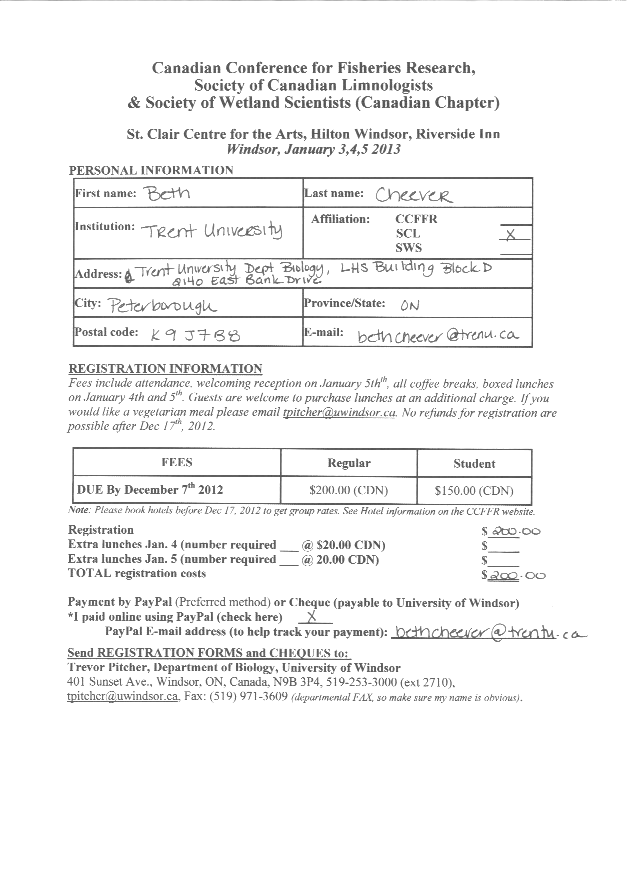 Canadian Conference for Fisheries Research,
Society of Canadian Limnologists
& Society of Wetland Scientists (Canadian Chapter)
St. Clair Centre for the Arts, Hilton Windsor, Riverside Inn
Windsor, January 3,4,5 2013
PERSONAL INFORMATION
First name: Beth Last name: Cheever
Institution: Trent University Affiliation: CCFFR ___
SCL X
SWS ___
Address: Trent University Dept Biology, LHS Building Block D
2140 East Bank Drive
City: Peterborough Province/State: ON
Postal code: K9J7B8 E-mail: bethcheever@trenu.ca
REGISTRATION INFORMATION
Fees include attendance, welcoming reception on January 5thth, all coffee breaks, boxed lunches
on January 4th and 5th. Guests are welcome to purchase lunches at an additional charge. If you
would like a vegetarian meal please email tpitcher@uwindsor.ca. No refunds for registration are
possible after Dec 17th, 2012.
FEES Regular Student
DUE By December 7th 2012 $200.00 (CDN) $150.00 (CDN)
Note: Please book hotels before Dec 17, 2012 to get group rates. See Hotel information on the CCFFR website.
Registration $ 200.00
Extra lunches Jan. 4 (number required ___ @ $20.00 CDN) $____
Extra lunches Jan. 5 (number required ___ @ 20.00 CDN) $____
TOTAL registration costs $200.00
Payment by PayPal (Preferred method) or Cheque (payable to University of Windsor)
*I paid online using PayPal (check here) X
PayPal E-mail address (to help track your payment): bethcheever@trentu.ca
Send REGISTRATION FORMS and CHEQUES to:
Trevor Pitcher, Department of Biology, University of Windsor
401 Sunset Ave., Windsor, ON, Canada, N9B 3P4, 519-253-3000 (ext 2710),
tpitcher@uwindsor.ca, Fax: (519) 971-3609 (departmental FAX, so make sure my name is obvious).